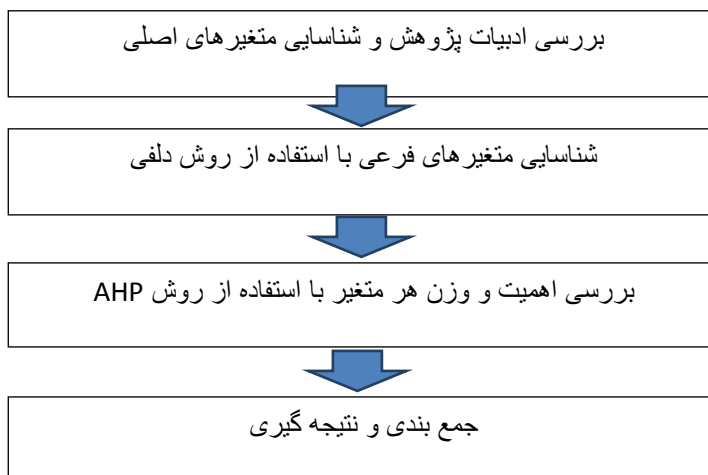 بررسی ادبیات پژوهش و شناسایی متغیرهای اصلی
شناسایی متغیرهای فرعی با استفاده از روش دلفی
بررسی اهمیت و وزن هر متغیر با استفاده از روش AHP
جمع بندی و نتیجه گیری